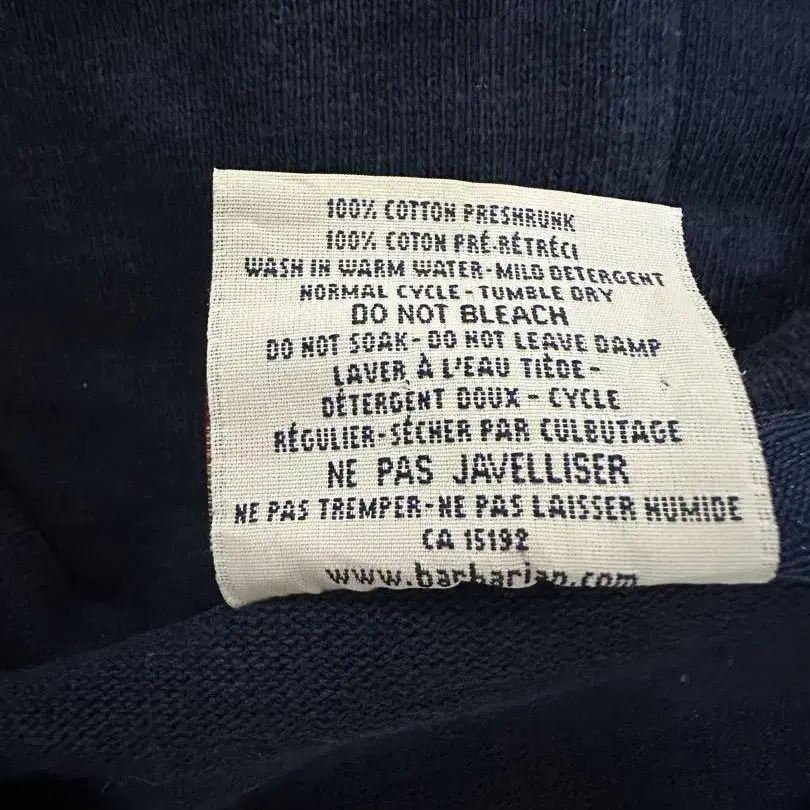 100% COTTON PRESHRUNK
100% COTON PRÉ-RÉTRÉCI
WASH IN WARM WATER-MILD DETERGENT
NORMAL CYCLE-TUMBLE DRY
DO NOT BLEACH
DO NOT SOAK-DO NOT LEAVE DAMP
LAVER À L'EAU TIÈDE-
DÉTERGENT DOUX - CYCLE
RÉGULIER-SÉCHER PAR CULBUTAGE
NE PAS JAVELLISER
NE PAS TREMPER-NE PAS LAISSER HUMIDE
CA 15192
www.barbarian.com